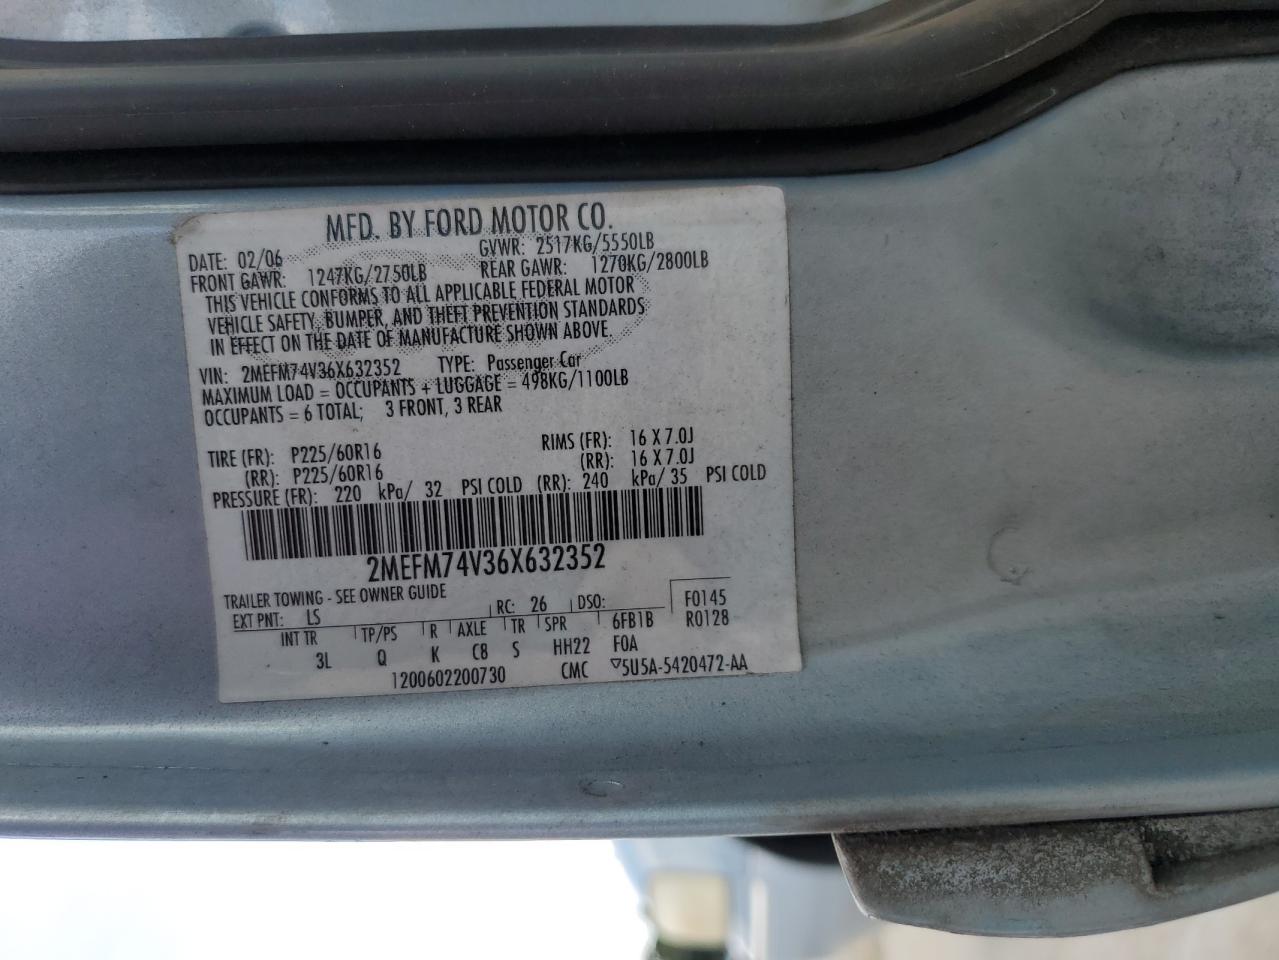 MFD. BY FORD MOTOR CO.
DATE: 02/06 GVWR: 2517KG/5550LB
FRONT GAWR: 1247KG/2750LB REAR GAWR: 1270KG/2800LB
THIS VEHICLE CONFORMS TO ALL APPLICABLE FEDERAL MOTOR
VEHICLE SAFETY, BUMPER, AND THEFT PREVENTION STANDARDS
IN EFFECT ON THE DATE OF MANUFACTURE SHOWN ABOVE.
VIN: 2MEFM74V36X632352 TYPE: Passenger Car
MAXIMUM LOAD = OCCUPANTS + LUGGAGE = 498KG/1100LB
OCCUPANTS = 6 TOTAL; 3 FRONT, 3 REAR
TIRE (FR): P225/60R16 RIMS (FR): 16 X 7.0J
(RR): P225/60R16 (RR): 16 X 7.0J
PRESSURE (FR): 220 kPa/ 32 PSI COLD (RR): 240 kPa/ 35 PSI COLD
2MEFM74V36X632352
TRAILER TOWING - SEE OWNER GUIDE
EXT PNT: LS RC: 26 DSO: F0145
INT TR TP/PS R AXLE TR SPR 6FB1B R0128
3L Q K C8 S HH22 F0A
1200602200730 CMC ▽5U5A-5420472-AA